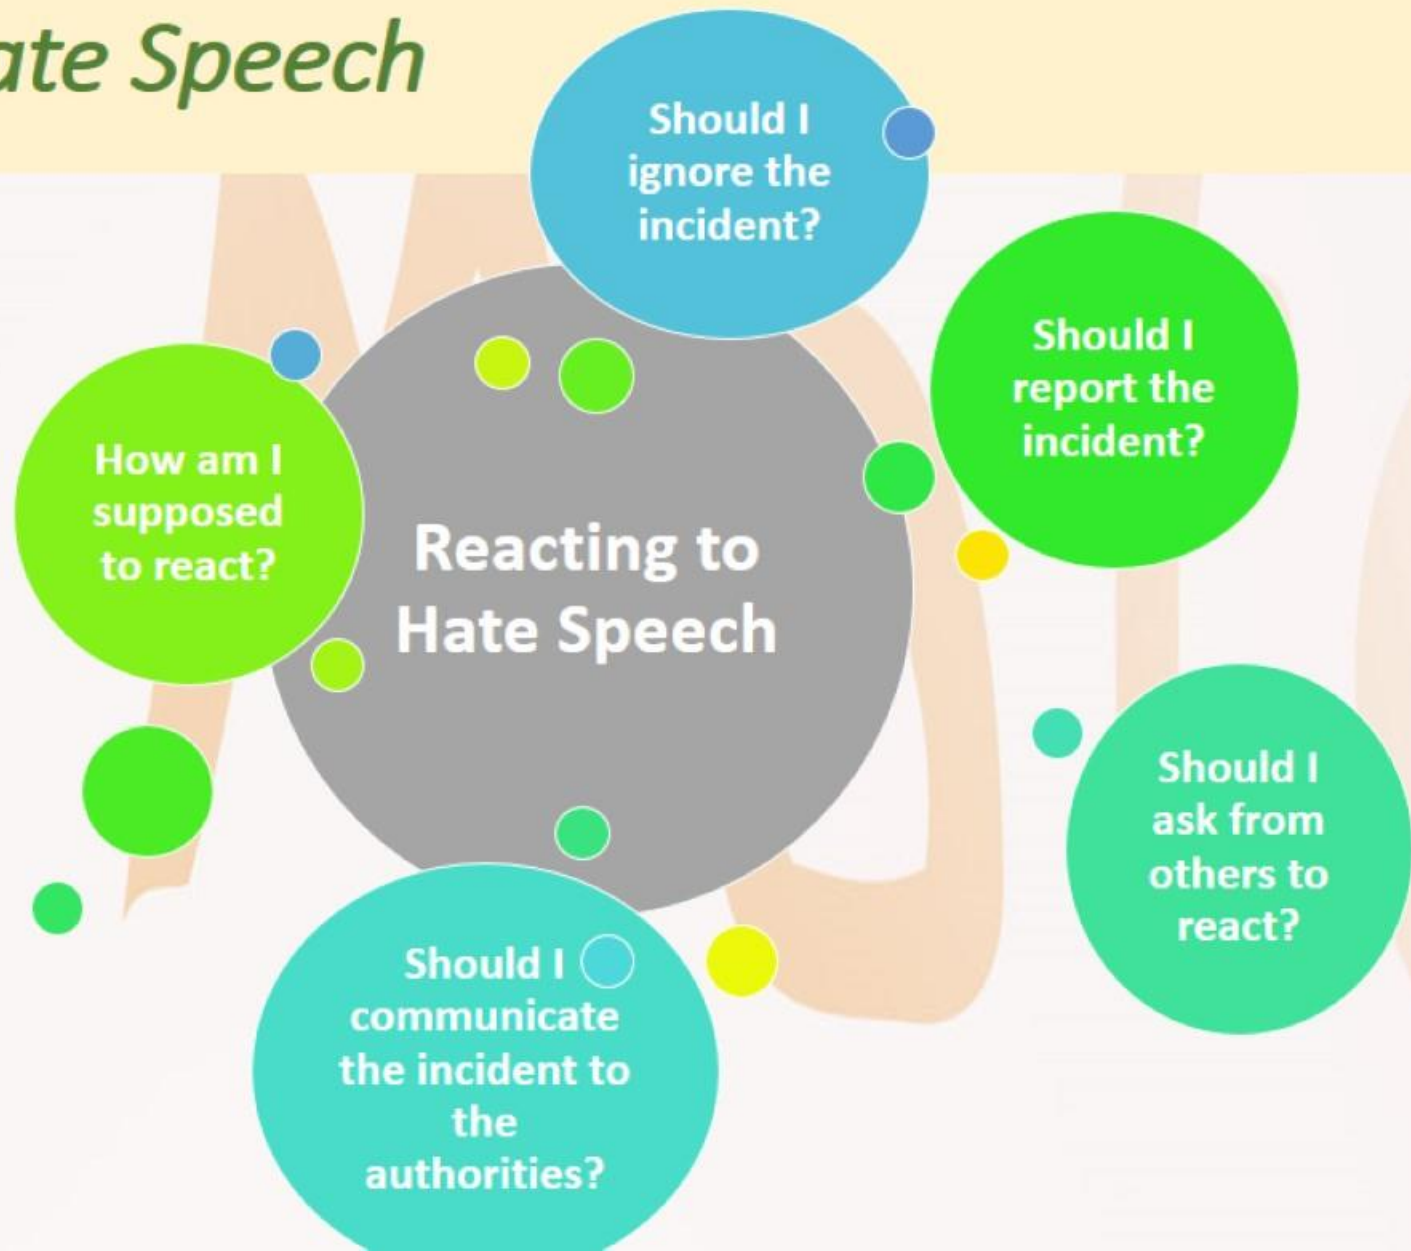 ate Speech
Should I
ignore the
incident?
Should I
report the
incident?
How am I
supposed
to react?
Reacting to
Hate Speech
Should I
ask from
others to
react?
Should I
communicate
the incident to
the
authorities?